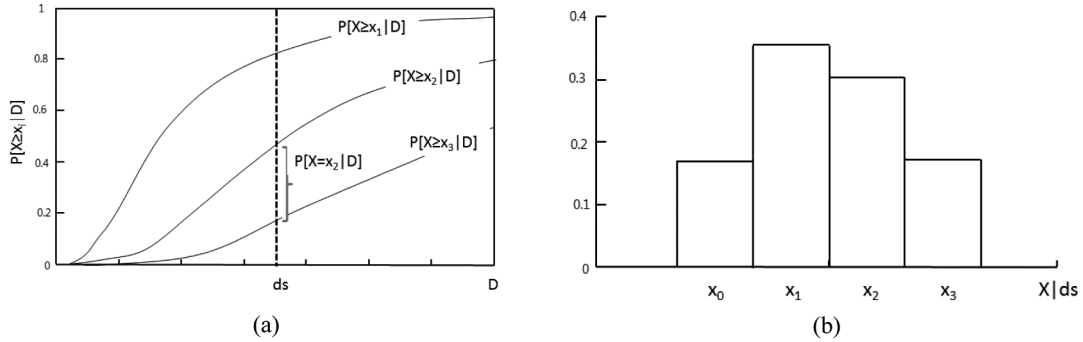 1
0.8
0.6
0.4
0.2
0
P[X≥xᵢ|D]
P[X≥x₁|D]
P[X≥x₂|D]
P[X≥x₃|D]
P[X=x₂|D]
ds
D
(a)
0.4
0.3
0.2
0.1
0
x₀
x₁
x₂
x₃
X|ds
(b)